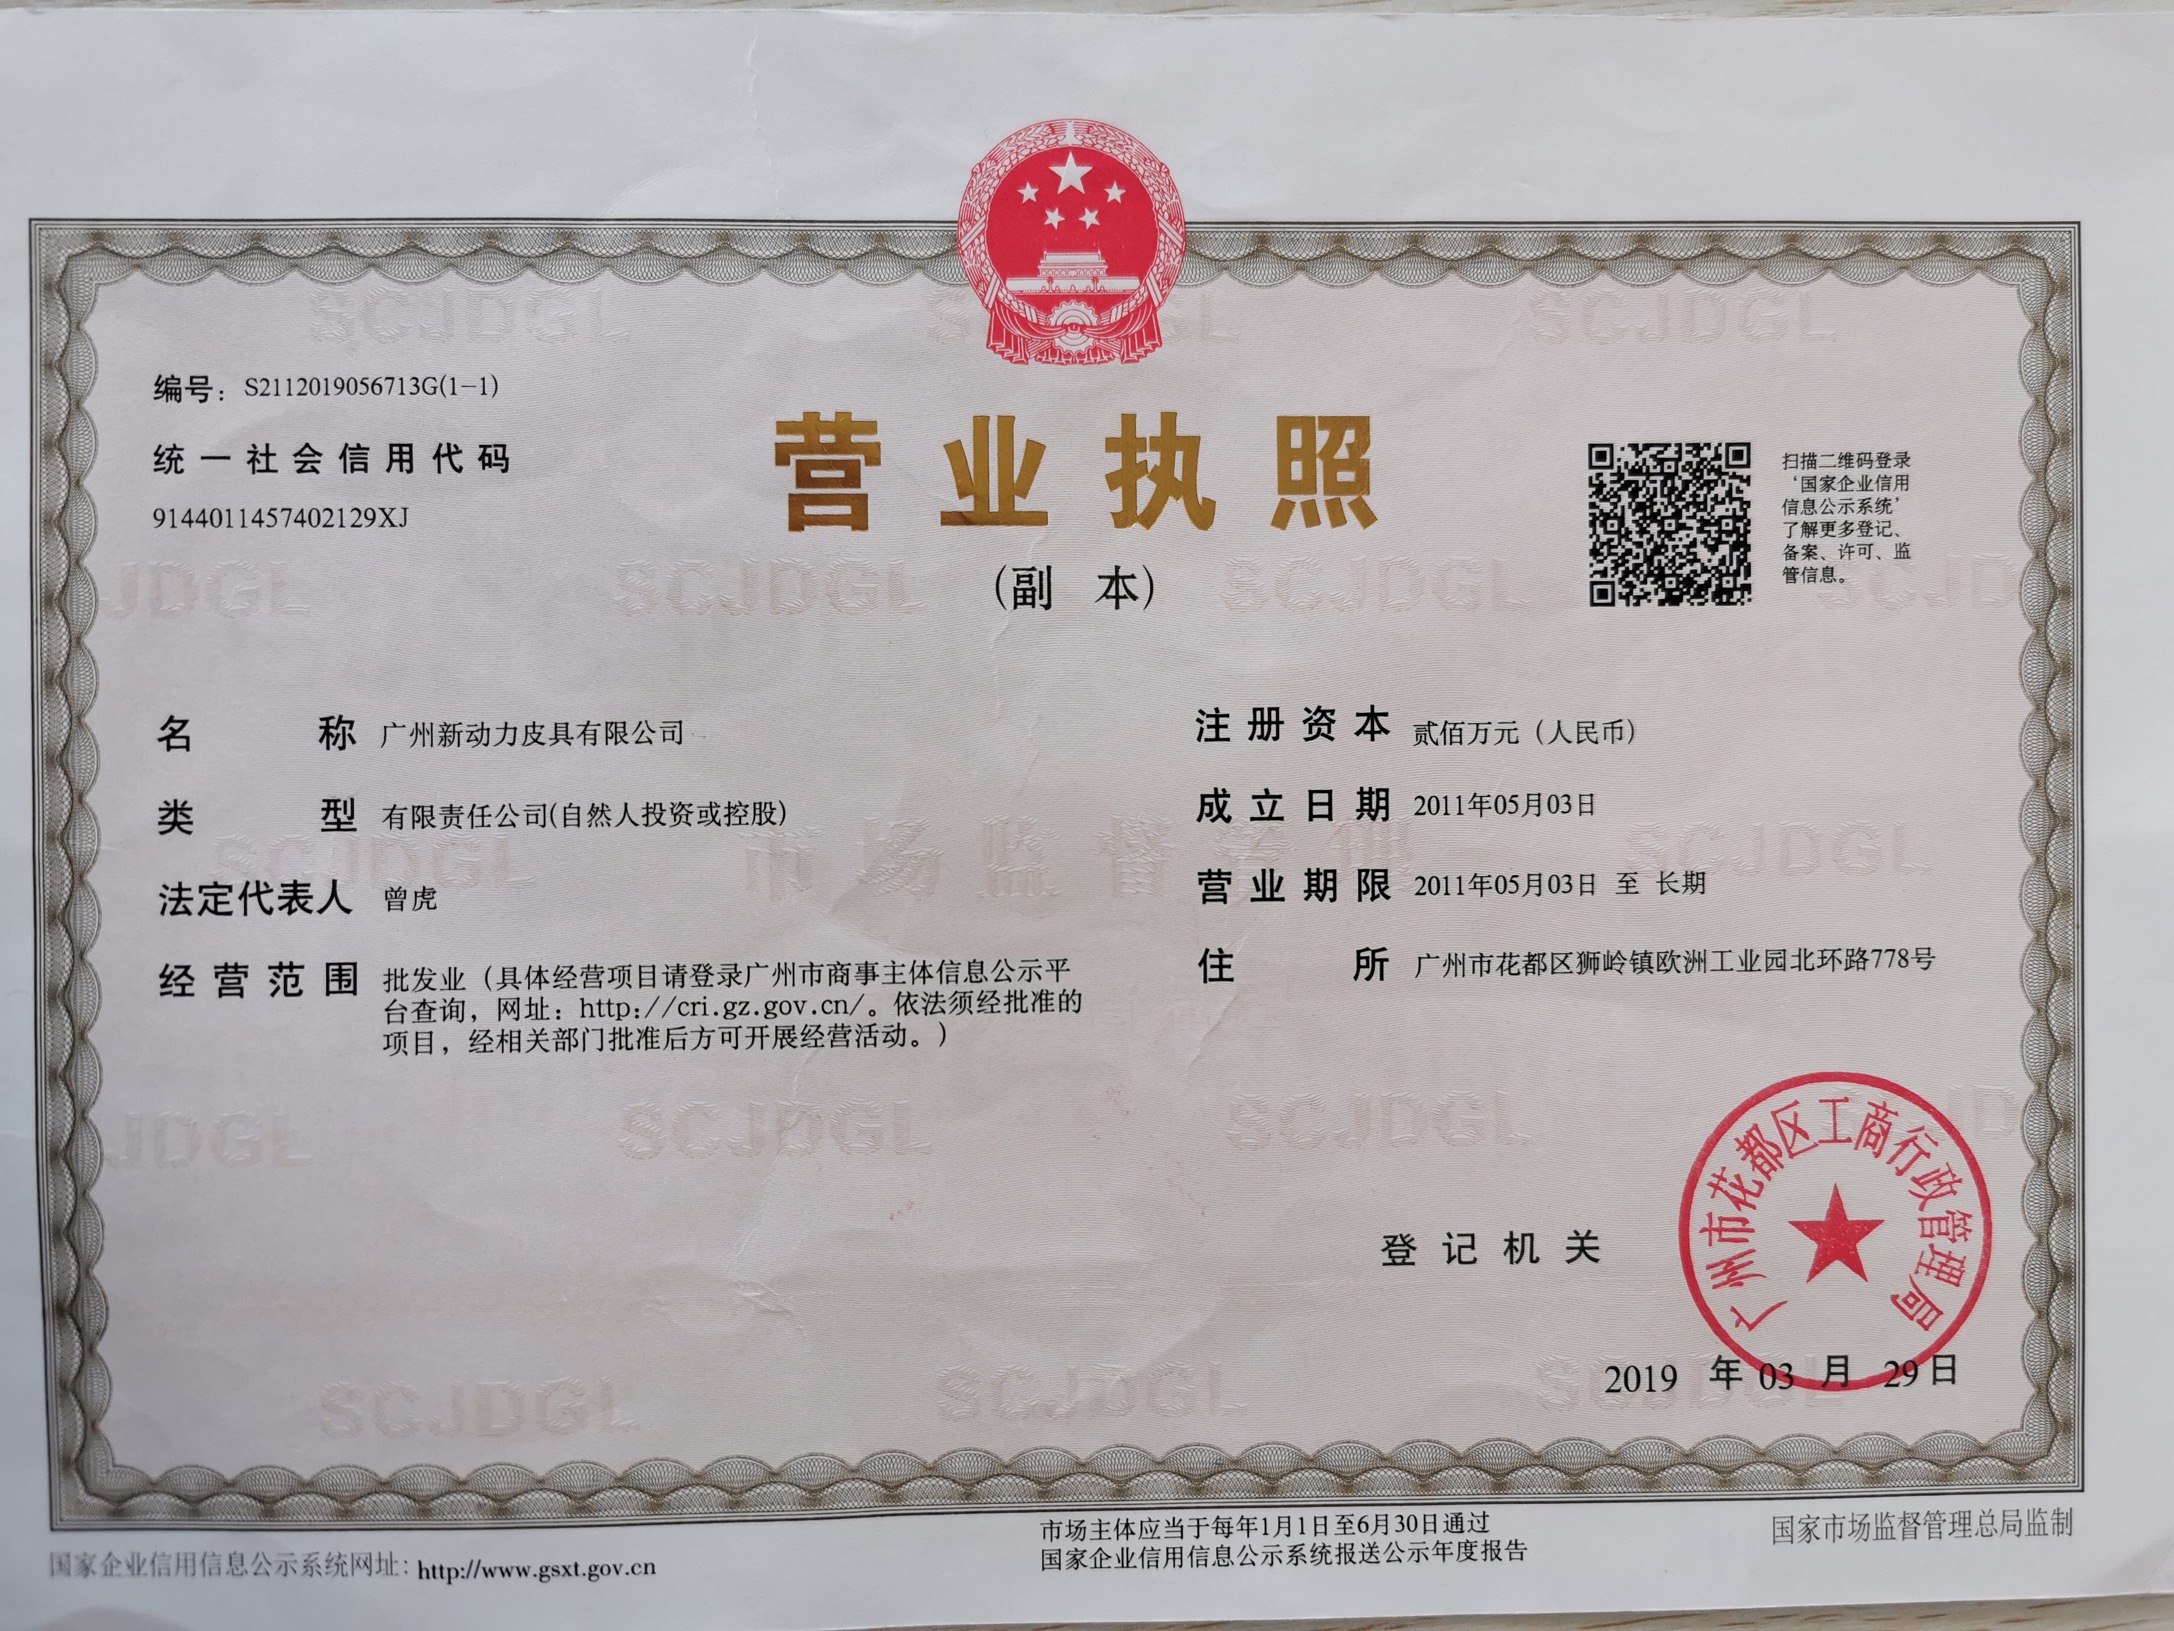 编号：S2112019056713G(1-1)
统一社会信用代码
9144011457402129XJ
营业执照
(副 本)
扫描二维码登录
‘国家企业信用
信息公示系统’
了解更多登记、
备案、许可、监
管信息。
名 称 广州新动力皮具有限公司
类 型 有限责任公司(自然人投资或控股)
法定代表人 曾虎
经营范围 批发业（具体经营项目请登录广州市商事主体信息公示平
台查询，网址：http://cri.gz.gov.cn/。依法须经批准的
项目，经相关部门批准后方可开展经营活动。）
注册资本 贰佰万元（人民币）
成立日期 2011年05月03日
营业期限 2011年05月03日 至 长期
住 所 广州市花都区狮岭镇欧洲工业园北环路778号
登记机关
广州市花都区工商行政管理局
2019 年 03 月 29 日
国家企业信用信息公示系统网址：http://www.gsxt.gov.cn
市场主体应当于每年1月1日至6月30日通过
国家企业信用信息公示系统报送公示年度报告
国家市场监督管理总局监制
SCJDGL
市场监督管理